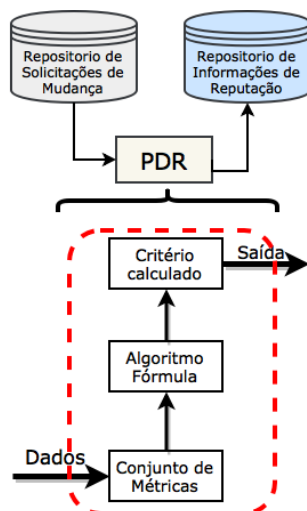 Repositorio de
Solicitações de
Mudança
Repositorio de
Informações de
Reputação
PDR
Critério
calculado
Saída
Algoritmo
Fórmula
Dados
Conjunto de
Métricas